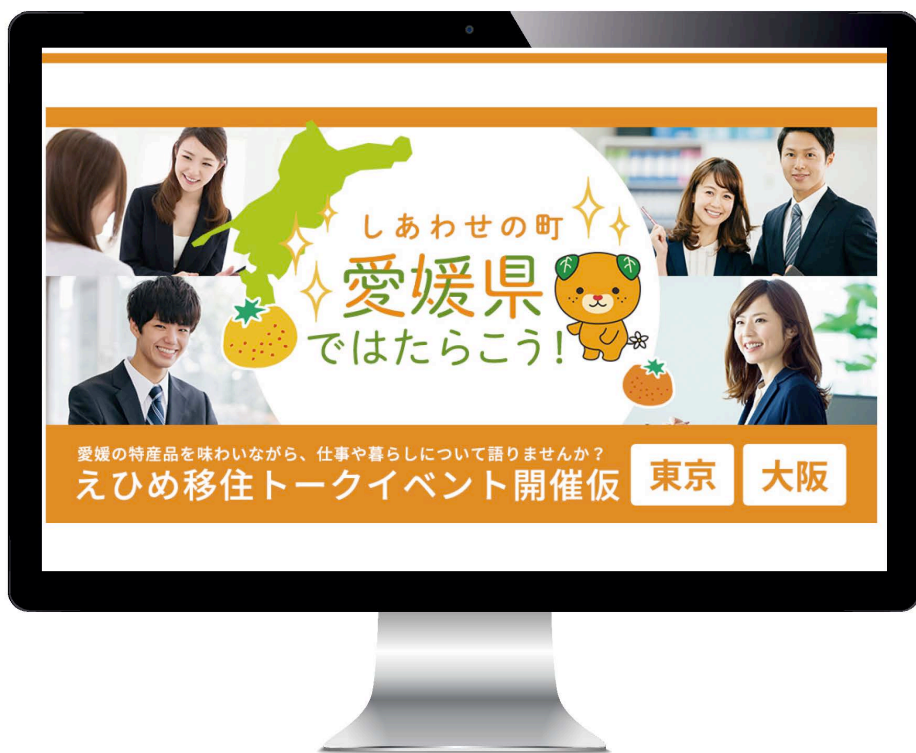 しあわせの町
愛媛県
ではたらこう!
愛媛の特産品を味わいながら、仕事や暮らしについて語りませんか?
えひめ移住トークイベント開催仮
東京
大阪